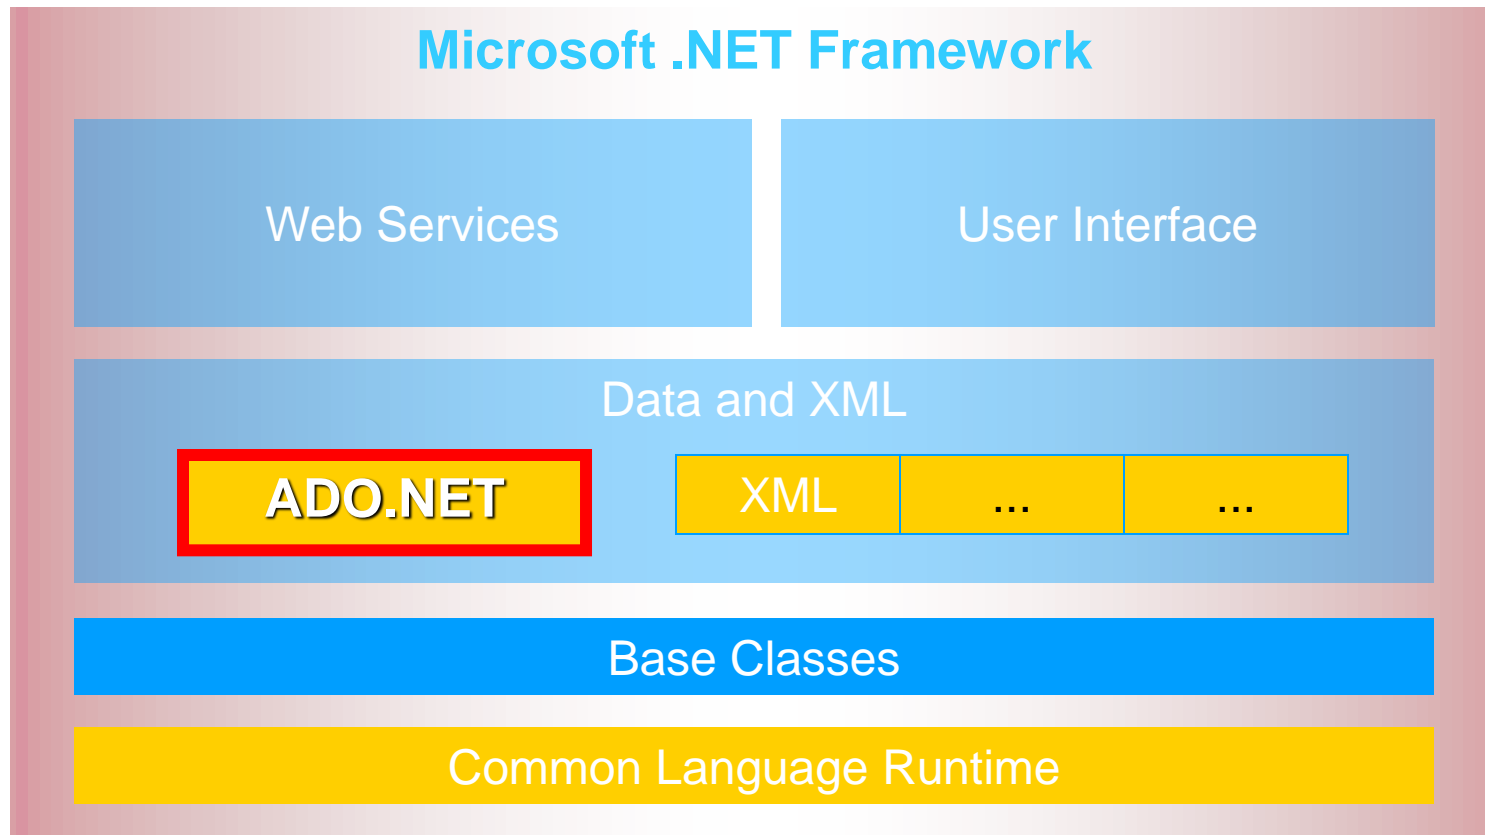 Microsoft .NET Framework
Web Services
User Interface
Data and XML
ADO.NET
XML
...
...
Base Classes
Common Language Runtime